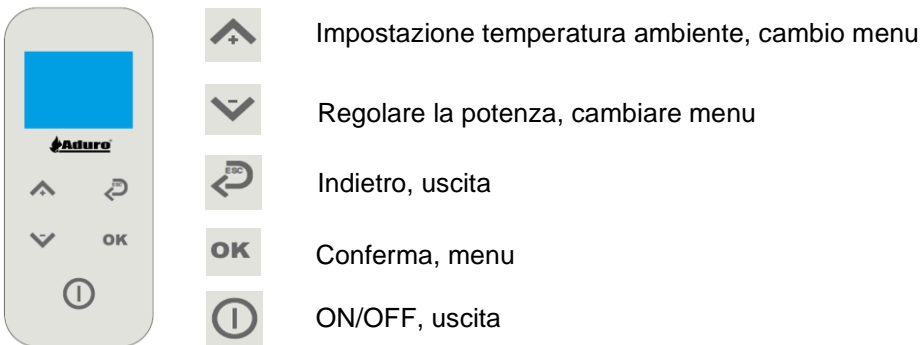 +
Impostazione temperatura ambiente, cambio menu
-
Regolare la potenza, cambiare menu
Aduro
ESC
Indietro, uscita
+
ESC
-
OK
OK
Conferma, menu
ON/OFF, uscita